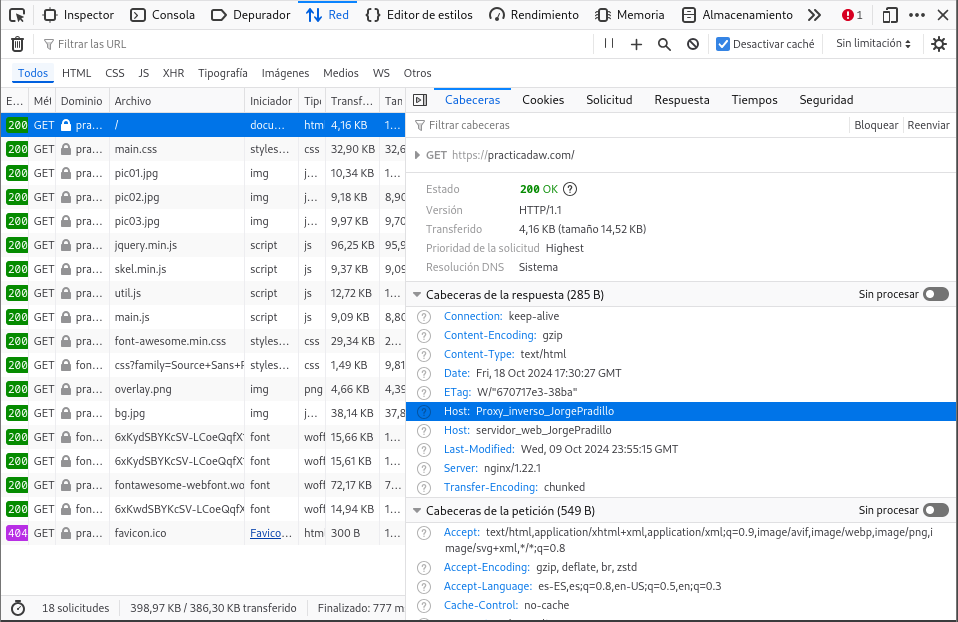 Inspector Consola Depurador Red Editor de estilos Rendimiento Memoria Almacenamiento 1
Filtrar las URL Desactivar caché Sin limitación
Todos HTML CSS JS XHR Tipografía Imágenes Medios WS Otros
E... Mét Dominio Archivo Iniciador Tipo Transf... Tan
200 GET pra... / docu... htm 4,16 KB 1...
200 GET pra... main.css styles... css 32,90 KB 32,6
200 GET pra... pic01.jpg img j... 10,34 KB 1...
200 GET pra... pic02.jpg img j... 9,18 KB 8,90
200 GET pra... pic03.jpg img j... 9,97 KB 9,70
200 GET pra... jquery.min.js script js 96,25 KB 95,9
200 GET pra... skel.min.js script js 9,37 KB 9,09
200 GET pra... util.js script js 12,72 KB 1...
200 GET pra... main.js script js 9,09 KB 8,80
200 GET pra... font-awesome.min.css styles... css 29,34 KB 2...
200 GET fon... css?family=Source+Sans+P styles... css 1,49 KB 9,81
200 GET pra... overlay.png img png 4,66 KB 4,39
200 GET pra... bg.jpg img j... 38,14 KB 37,8
200 GET fon... 6xKydSBYKcSV-LCoeQqfX font woff 15,66 KB 1...
200 GET fon... 6xKydSBYKcSV-LCoeQqfX font woff 15,61 KB 1...
200 GET pra... fontawesome-webfont.wo font woff 72,17 KB 7...
200 GET fon... 6xKwdSBYKcSV-LCoeQqfX font woff 14,94 KB 1...
404 GET pra... favicon.ico Favico... htm 300 B 1...
18 solicitudes 398,97 KB / 386,30 KB transferido Finalizado: 777 ms
Cabeceras Cookies Solicitud Respuesta Tiempos Seguridad
Filtrar cabeceras Bloquear Reenviar
GET https://practicadaw.com/
Estado 200 OK ?
Versión HTTP/1.1
Transferido 4,16 KB (tamaño 14,52 KB)
Prioridad de la solicitud Highest
Resolución DNS Sistema
Cabeceras de la respuesta (285 B) Sin procesar
? Connection: keep-alive
? Content-Encoding: gzip
? Content-Type: text/html
? Date: Fri, 18 Oct 2024 17:30:27 GMT
? ETag: W/"670717e3-38ba"
? Host: Proxy_inverso_JorgePradillo
? Host: servidor_web_JorgePradillo
? Last-Modified: Wed, 09 Oct 2024 23:55:15 GMT
? Server: nginx/1.22.1
? Transfer-Encoding: chunked
Cabeceras de la petición (549 B) Sin procesar
? Accept: text/html,application/xhtml+xml,application/xml;q=0.9,image/avif,image/webp,image/png,i
mage/svg+xml,*/*;q=0.8
? Accept-Encoding: gzip, deflate, br, zstd
? Accept-Language: es-ES,es;q=0.8,en-US;q=0.5,en;q=0.3
? Cache-Control: no-cache